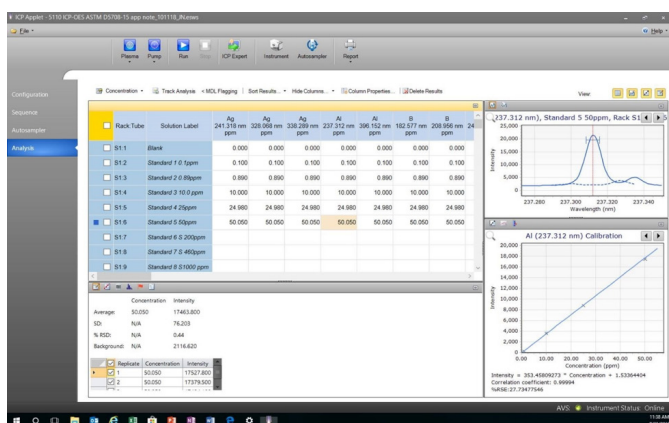 ICP Applet - 5110 ICP-OES ASTM D5708-15 app note_101118_JN.esws
File
Help
Plasma Pump Run Stop ICP Expert Instrument Autosampler Report
Configuration
Sequence
Autosampler
Analysis
Concentration Track Analysis < MDL Flagging Sort Results... Hide Columns... Column Properties... Delete Results View
Rack:Tube Solution Label Ag 241.318 nm ppm Ag 328.068 nm ppm Ag 338.289 nm ppm Al 237.312 nm ppm Al 396.152 nm ppm B 182.577 nm ppm B 208.956 nm ppm 24
S1:1 Blank 0.000 0.000 0.000 0.000 0.000 0.000 0.000
S1:2 Standard 1 0.1ppm 0.100 0.100 0.100 0.100 0.100 0.100 0.100
S1:3 Standard 2 0.89ppm 0.890 0.890 0.890 0.890 0.890 0.890 0.890
S1:4 Standard 3 10.0 ppm 10.000 10.000 10.000 10.000 10.000 10.000 10.000
S1:5 Standard 4 25ppm 24.980 24.980 24.980 24.980 24.980 24.980 24.980
S1:6 Standard 5 50ppm 50.050 50.050 50.050 50.050 50.050 50.050 50.050
S1:7 Standard 6 S 200ppm
S1:8 Standard 7 S 460ppm
S1:9 Standard 8 S1000 ppm
Concentration Intensity
Average: 50.050 17463.800
SD: N/A 76.203
% RSD: N/A 0.44
Background: N/A 2116.620
Replicate Concentration Intensity
1 50.050 17527.800
2 50.050 17379.500
(237.312 nm), Standard 5 50ppm, Rack S1
25,000
20,000
15,000
10,000
5,000
0
Intensity
237.280 237.300 237.320 237.340
Wavelength (nm)
Al (237.312 nm) Calibration
20,000
18,000
16,000
14,000
12,000
10,000
8,000
6,000
4,000
2,000
0
Intensity
0.00 10.00 20.00 30.00 40.00 50.00
Concentration (ppm)
Intensity = 353.45809273 * Concentration + 1.53364404
Correlation coefficient: 0.99994
%RSE:27.73477546
AVS: Instrument Status: Online
11:38 AM